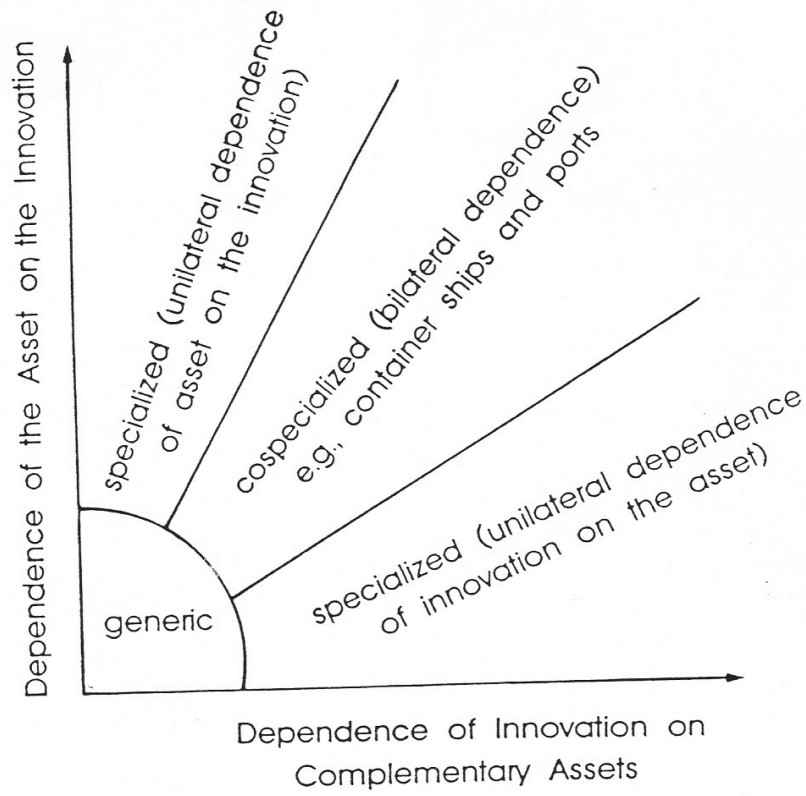 Dependence of the Asset on the Innovation
specialized (unilateral dependence
of asset on the innovation)
cospecialized (bilateral dependence)
e.g., container ships and ports
specialized (unilateral dependence
of innovation on the asset)
generic
Dependence of Innovation on
Complementary Assets